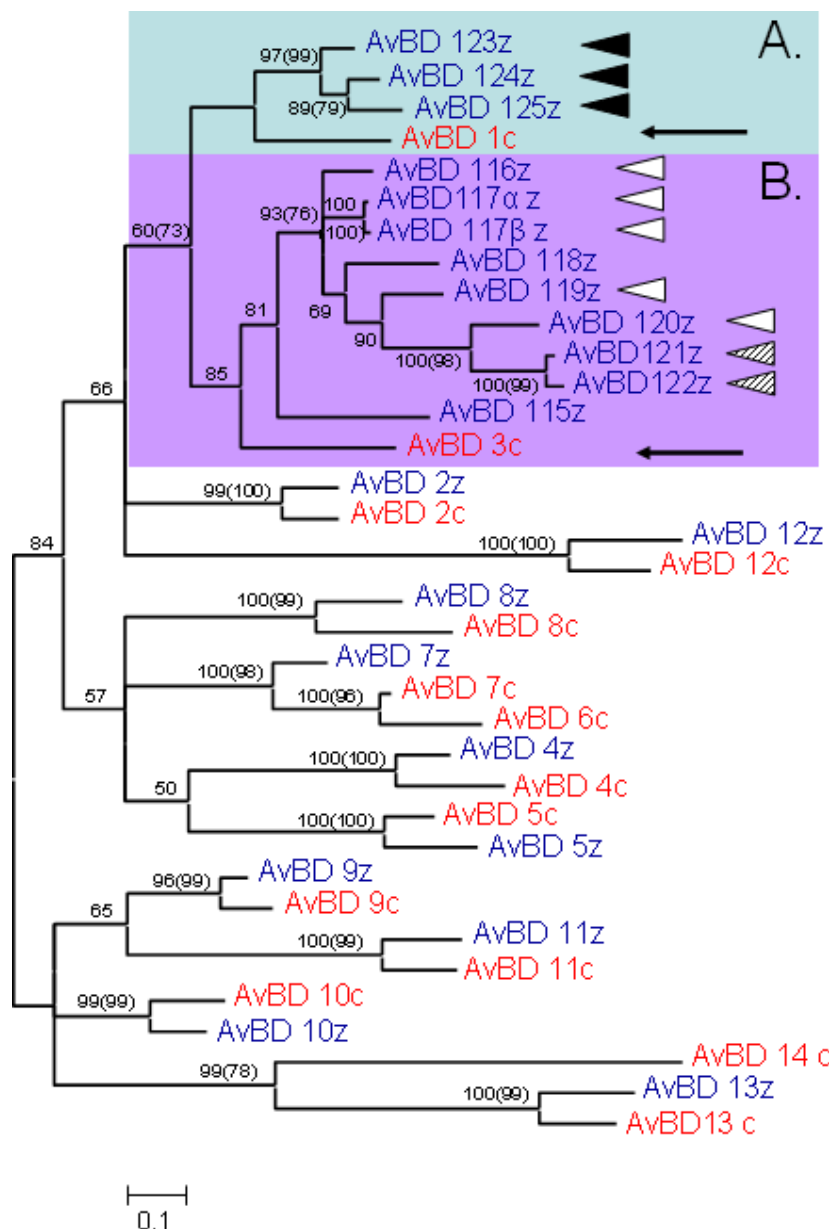 A.
AvBD 123z
97(99)
AvBD 124z
89(79)
AvBD 125z
AvBD 1c
B.
AvBD 116z
100
AvBD117α z
93(76)
60(73)
100
AvBD 117β z
AvBD 118z
AvBD 119z
81
69
AvBD 120z
90
100(98)
AvBD121z
85
100(99)
AvBD122z
66
AvBD 115z
AvBD 3c
99(100)
AvBD 2z
AvBD 2c
84
100(100)
AvBD 12z
AvBD 12c
100(99)
AvBD 8z
AvBD 8c
100(98)
AvBD 7z
57
100(96)
AvBD 7c
AvBD 6c
100(100)
AvBD 4z
50
AvBD 4c
100(100)
AvBD 5c
AvBD 5z
96(99)
AvBD 9z
65
AvBD 9c
100(99)
AvBD 11z
AvBD 11c
99(99)
AvBD 10c
AvBD 10z
99(78)
AvBD 14 c
100(99)
AvBD 13z
AvBD13 c
0.1